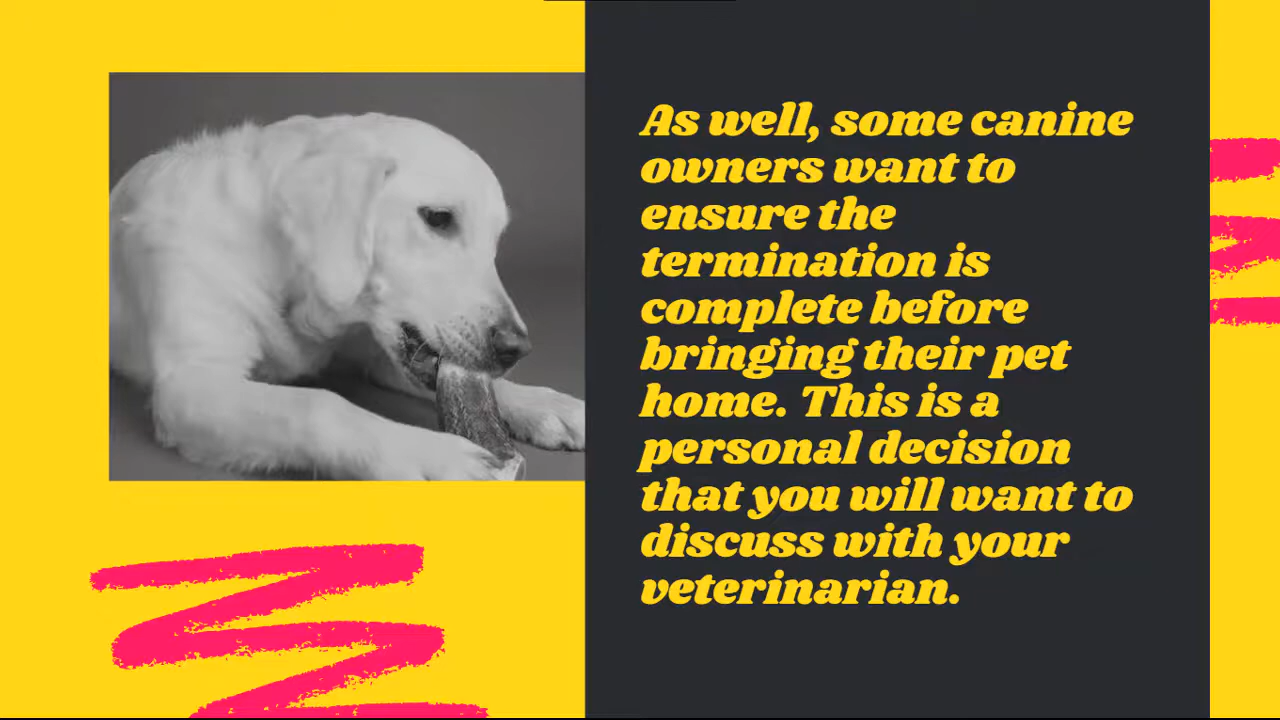 As well, some canine
owners want to
ensure the
termination is
complete before
bringing their pet
home. This is a
personal decision
that you will want to
discuss with your
veterinarian.